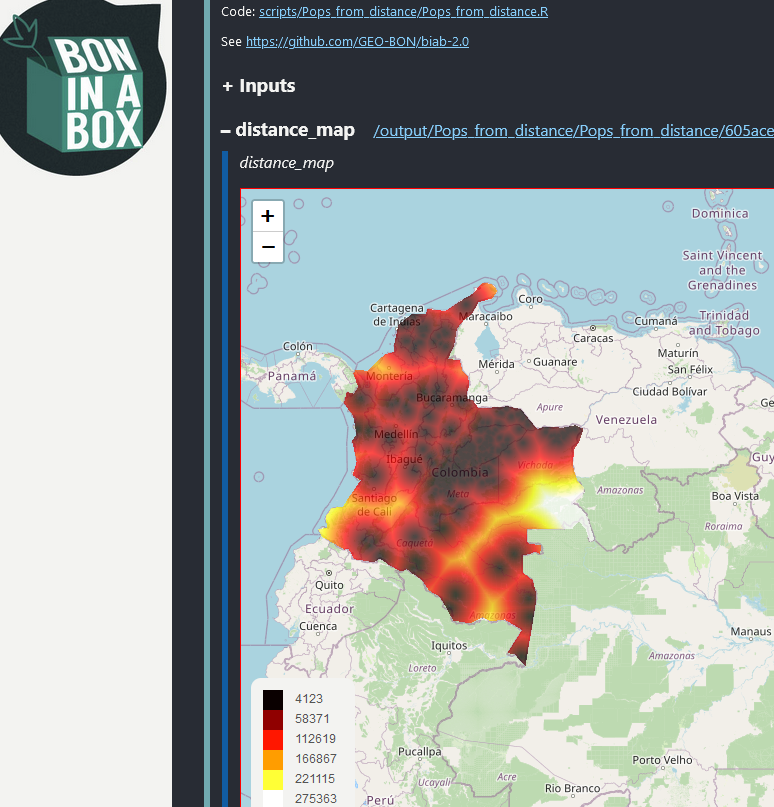 BON
IN A
BOX
Code: scripts/Pops_from_distance/Pops_from_distance.R
See https://github.com/GEO-BON/biab-2.0
+ Inputs
– distance_map /output/Pops_from_distance/Pops_from_distance/605ace
distance_map
+
−
Dominica
Saint Vincent
and the
Grenadines
Trinidad
and Tobago
Cartagena
de Indias
Maracaibo
Coro
Caracas
Cumaná
Maturín
San Félix
Ciudad Bolívar
Colón
Panamá
Montería
Mérida
Guanare
Bucaramanga
Apure
Venezuela
Ge
Medellín
Ibagué
Colombia
Vichada
Guy
Meta
Amazonas
Boa Vista
Santiago
de Cali
Roraima
Caquetá
Quito
Ecuador
Cuenca
Amazonas
Iquitos
Loreto
Manaus
Amazonas
4123
58371
112619
166867
221115
275363
Pucallpa
Ucayali
Acre
Porto Velho
Rio Branco
Perú